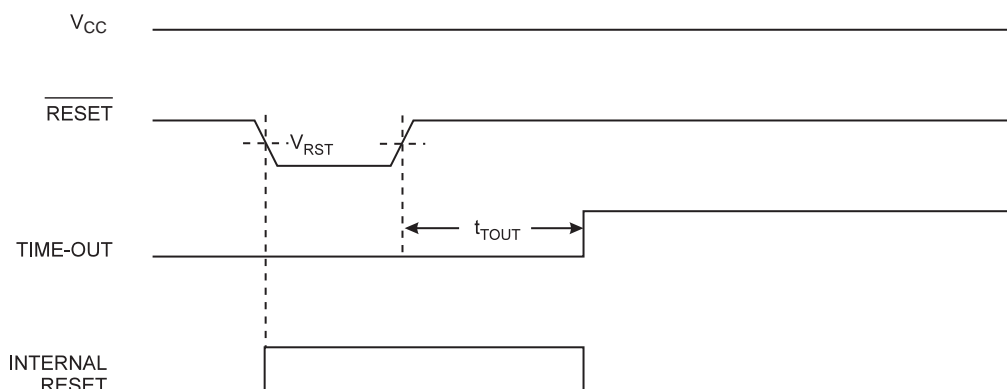 VCC
RESET
VRST
tTOUT
TIME-OUT
INTERNAL
RESET